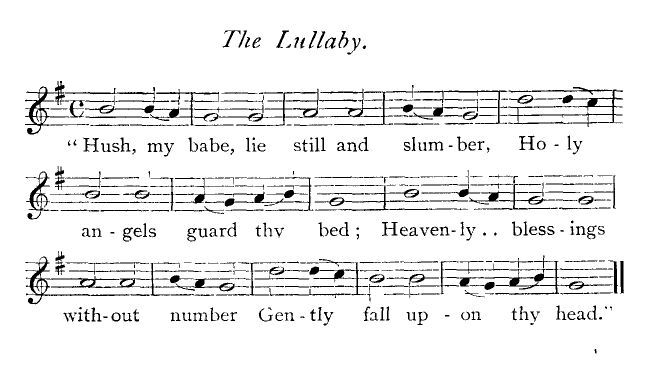 The Lullaby.
“Hush, my babe, lie still and slum-ber, Ho-ly
an-gels guard thy bed; Heaven-ly.. bless-ings
with-out number Gen-tly fall up-on thy head.”